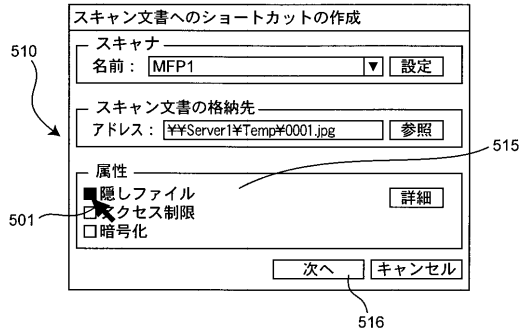 スキャン文書へのショートカットの作成
スキャナ
510
名前： MFP1 ▼ 設定
スキャン文書の格納先
アドレス： ¥¥Server1¥Temp¥0001.jpg 参照
515
属性
■隠しファイル 詳細
501
□アクセス制限
□暗号化
次へ キャンセル
516